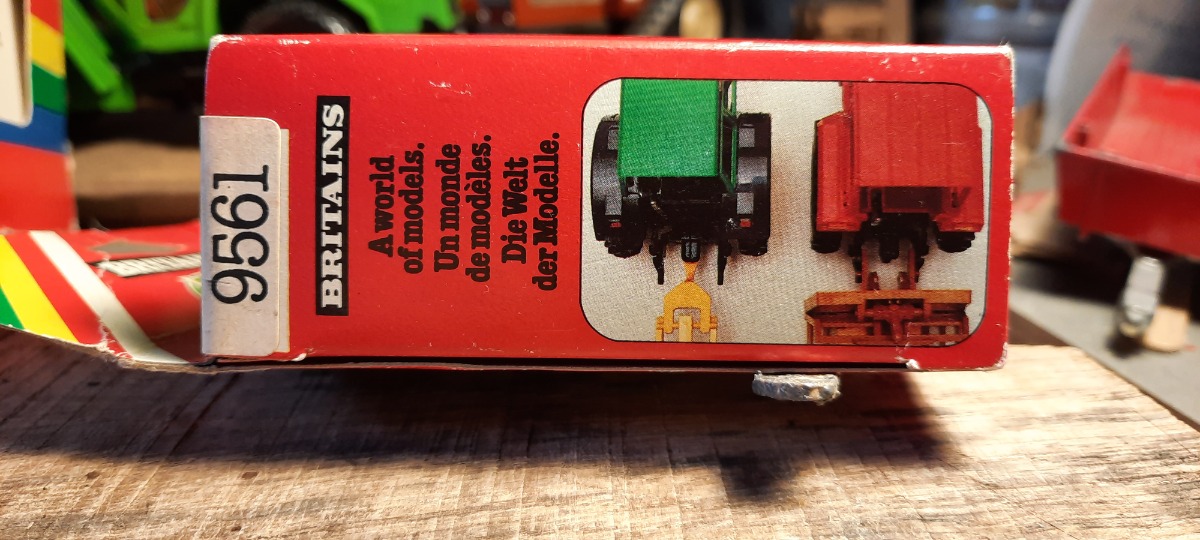 9561
BRITAINS
A world
of models.
Un monde
de modèles.
Die Welt
der Modelle.